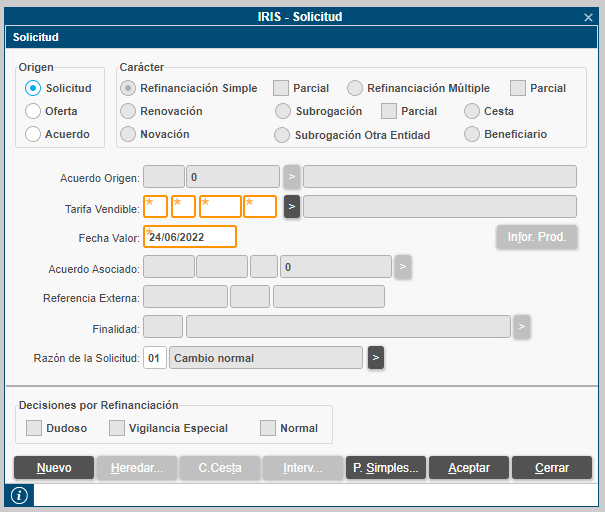 IRIS - Solicitud
Solicitud
Origen
Carácter
Solicitud
Refinanciación Simple
Parcial
Refinanciación Múltiple
Parcial
Oferta
Renovación
Subrogación
Parcial
Cesta
Acuerdo
Novación
Subrogación Otra Entidad
Beneficiario
Acuerdo Origen: 0 >
Tarifa Vendible: * * * * >
Fecha Valor: * 24/06/2022 Infor. Prod.
Acuerdo Asociado: 0 >
Referencia Externa:
Finalidad: >
Razón de la Solicitud: 01 Cambio normal >
Decisiones por Refinanciación
Dudoso Vigilancia Especial Normal
Nuevo Heredar... C.Cesta Interv... P. Simples... Aceptar Cerrar